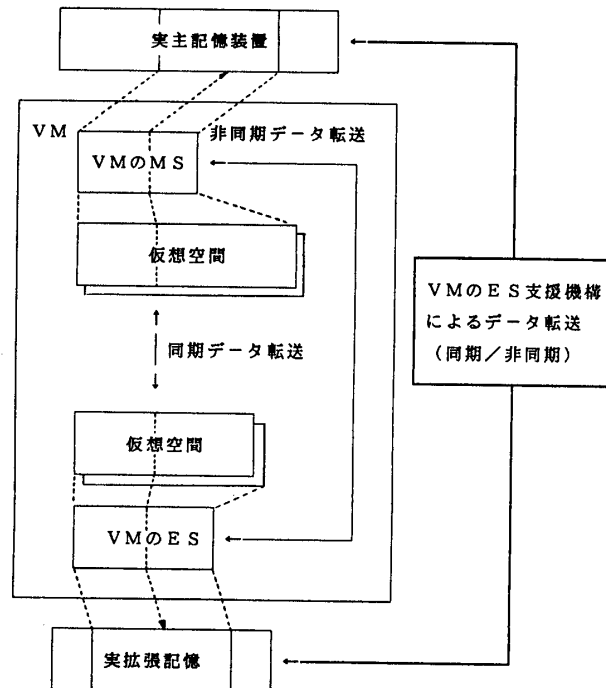 実主記憶装置
VM
非同期データ転送
VMのMS
仮想空間
VMのES支援機構
によるデータ転送
(同期/非同期)
同期データ転送
仮想空間
VMのES
実拡張記憶